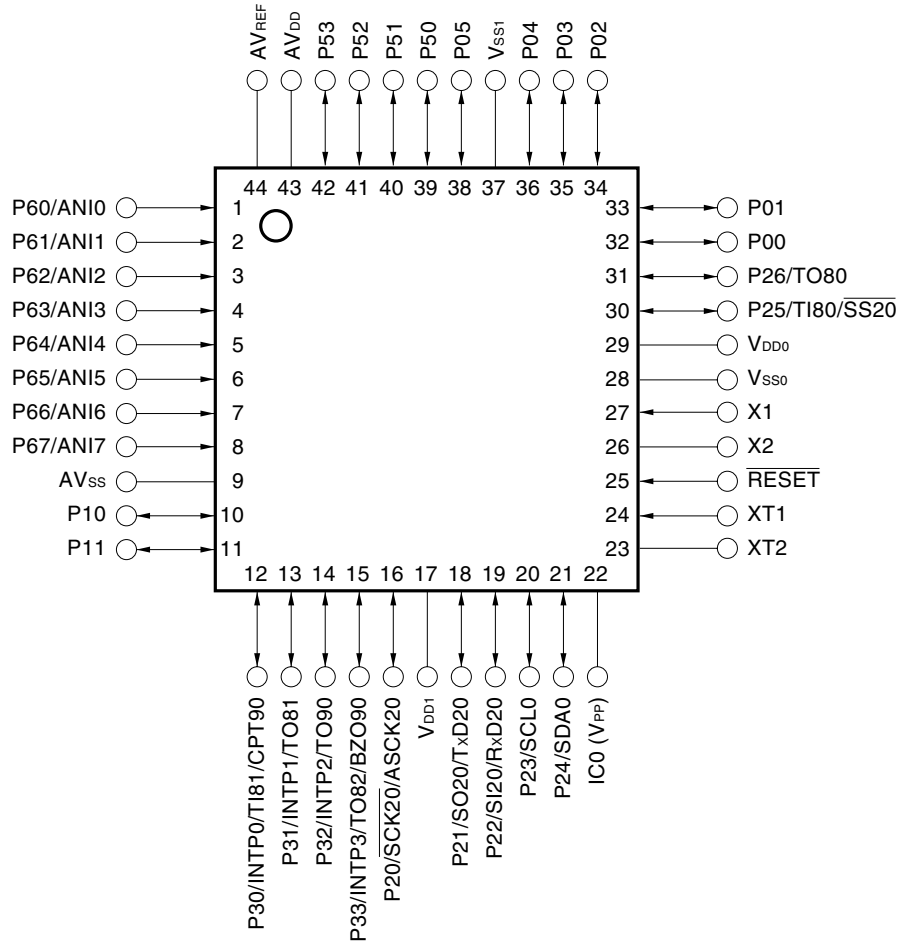 AVREF
AVDD
P53
P52
P51
P50
P05
VSS1
P04
P03
P02
44 43 42 41 40 39 38 37 36 35 34
P60/ANI0 1
P61/ANI1 2
P62/ANI2 3
P63/ANI3 4
P64/ANI4 5
P65/ANI5 6
P66/ANI6 7
P67/ANI7 8
AVSS 9
P10 10
P11 11
33 P01
32 P00
31 P26/TO80
30 P25/TI80/S̅S̅2̅0̅
29 VDD0
28 VSS0
27 X1
26 X2
25 R̅E̅S̅E̅T̅
24 XT1
23 XT2
12 13 14 15 16 17 18 19 20 21 22
P30/INTP0/TI81/CPT90
P31/INTP1/TO81
P32/INTP2/TO90
P33/INTP3/TO82/BZO90
P20/S̅C̅K̅2̅0̅/ASCK20
VDD1
P21/SO20/TxD20
P22/SI20/RxD20
P23/SCL0
P24/SDA0
IC0 (VPP)